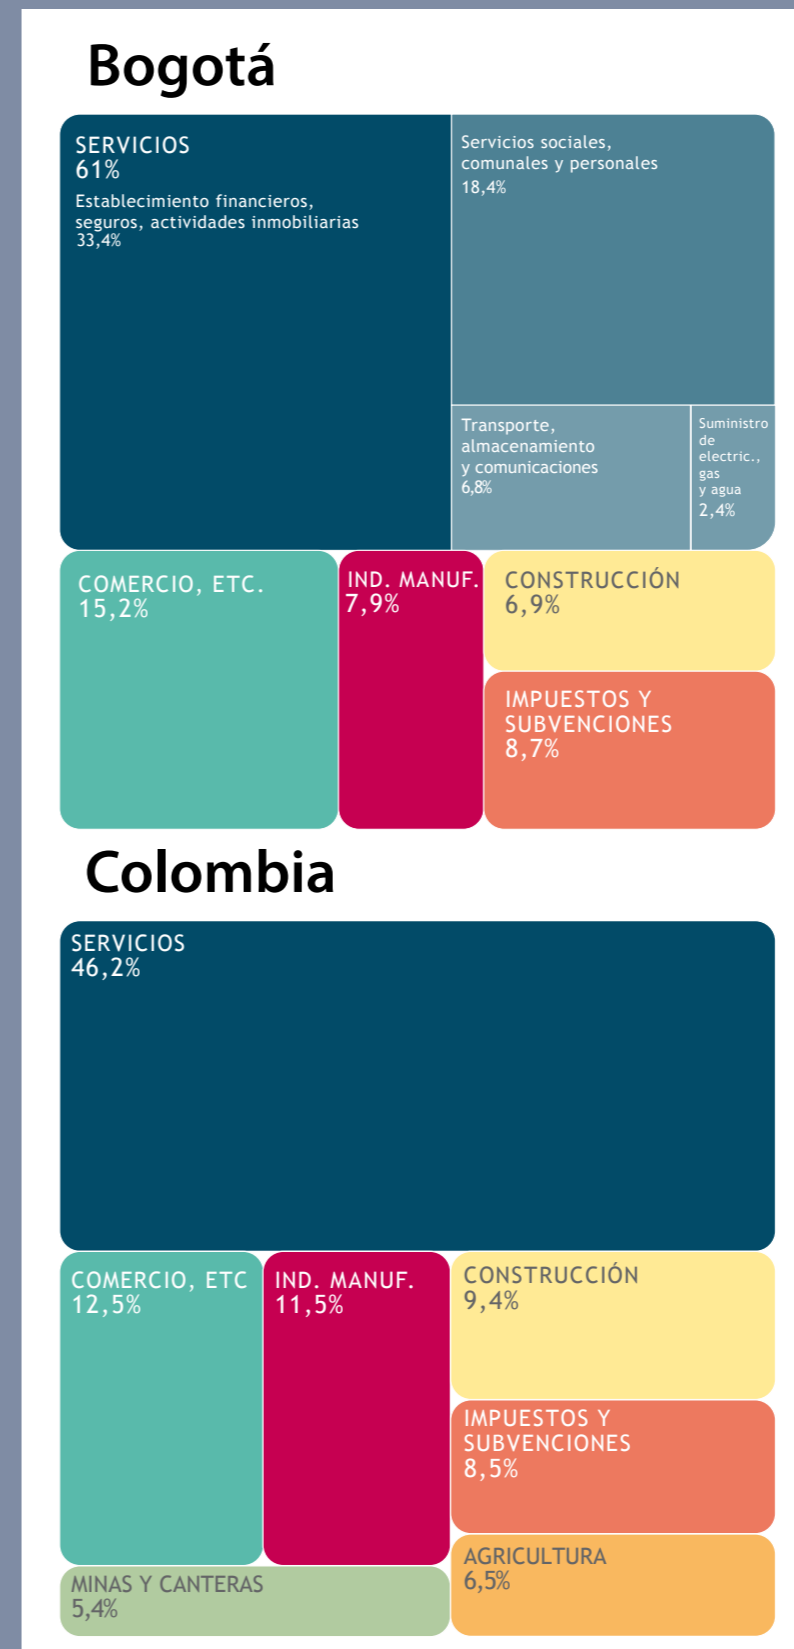 Bogotá
SERVICIOS
61%
Establecimiento financieros,
seguros, actividades inmobiliarias
33,4%
Servicios sociales,
comunales y personales
18,4%
Transporte,
almacenamiento
y comunicaciones
6,8%
Suministro
de
electric.,
gas
y agua
2,4%
COMERCIO, ETC.
15,2%
IND. MANUF.
7,9%
CONSTRUCCIÓN
6,9%
IMPUESTOS Y
SUBVENCIONES
8,7%
Colombia
SERVICIOS
46,2%
COMERCIO, ETC
12,5%
IND. MANUF.
11,5%
CONSTRUCCIÓN
9,4%
IMPUESTOS Y
SUBVENCIONES
8,5%
AGRICULTURA
6,5%
MINAS Y CANTERAS
5,4%